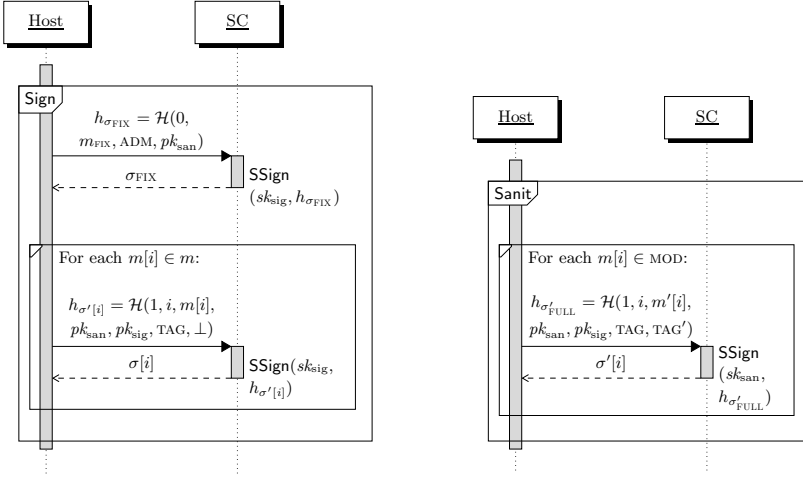 Host
SC
Sign
h_{σ_FIX} = ℋ(0,
m_FIX, ADM, pk_san)
σ_FIX
SSign
(sk_sig, h_{σ_FIX})
For each m[i] ∈ m:
h_{σ′[i]} = ℋ(1, i, m[i],
pk_san, pk_sig, TAG, ⊥)
σ[i]
SSign(sk_sig,
h_{σ′[i]})
Host
SC
Sanit
For each m[i] ∈ MOD:
h_{σ′_FULL} = ℋ(1, i, m′[i],
pk_san, pk_sig, TAG, TAG′)
σ′[i]
SSign
(sk_san,
h_{σ′_FULL})